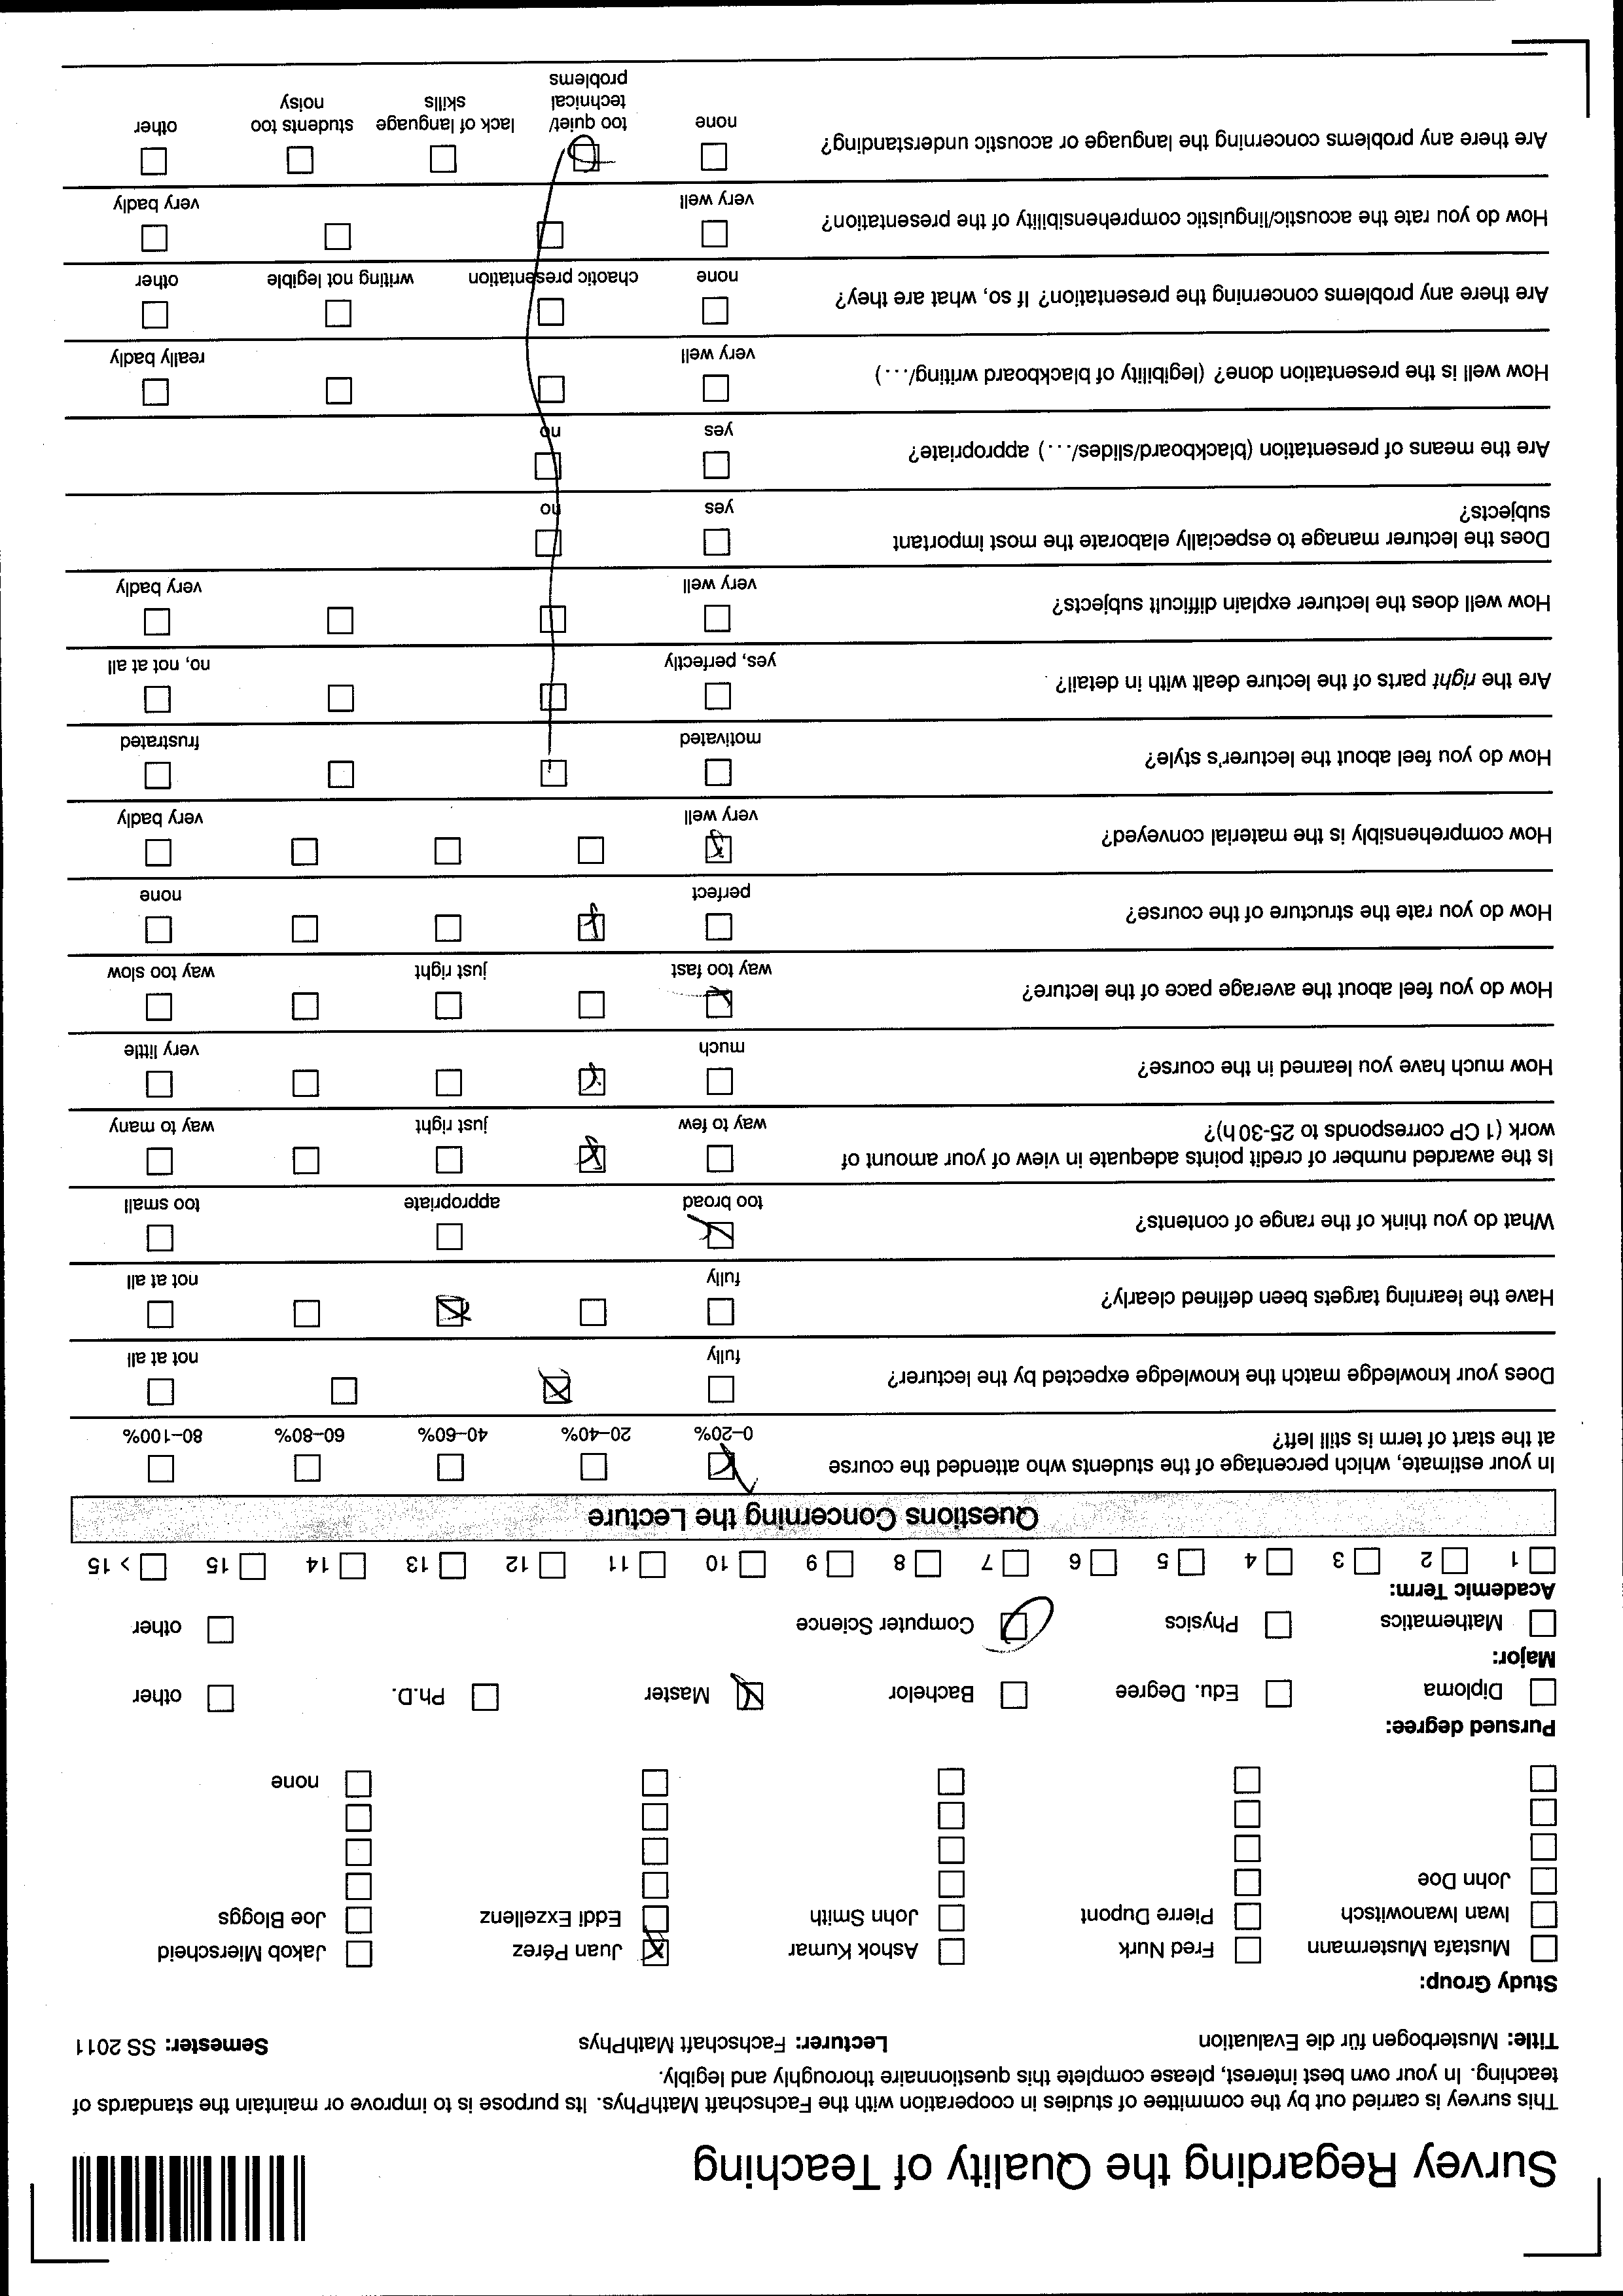 Survey Regarding the Quality of Teaching
This survey is carried out by the committee of studies in cooperation with the Fachschaft MathPhys. Its purpose is to improve or maintain the standards of
teaching. In your own best interest, please complete this questionnaire thoroughly and legibly.
Title: Musterbogen für die Evaluation Lecturer: Fachschaft MathPhys Semester: SS 2011
Study Group:
Mustafa Mustermann Fred Nurk Ashok Kumar Juan Pérez Jakob Mierscheid
Iwan Iwanowitsch Pierre Dupont John Smith Eddi Exzellenz Joe Bloggs
John Doe
none
Pursued degree:
Diploma Edu. Degree Bachelor Master Ph.D. other
Major:
Mathematics Physics Computer Science other
Academic Term:
1 2 3 4 5 6 7 8 9 10 11 12 13 14 15 > 15
Questions Concerning the Lecture
In your estimate, which percentage of the students who attended the course
at the start of term is still left?
0–20% 20–40% 40–60% 60–80% 80–100%
Does your knowledge match the knowledge expected by the lecturer?
fully not at all
Have the learning targets been defined clearly?
fully not at all
What do you think of the range of contents?
too broad appropriate too small
Is the awarded number of credit points adequate in view of your amount of
work (1 CP corresponds to 25-30 h)?
way to few just right way to many
How much have you learned in the course?
much very little
How do you feel about the average pace of the lecture?
way too fast just right way too slow
How do you rate the structure of the course?
perfect none
How comprehensibly is the material conveyed?
very well very badly
How do you feel about the lecturer's style?
motivated frustrated
Are the right parts of the lecture dealt with in detail?
yes, perfectly no, not at all
How well does the lecturer explain difficult subjects?
very well very badly
Does the lecturer manage to especially elaborate the most important
subjects?
yes no
Are the means of presentation (blackboard/slides/...) appropriate?
yes no
How well is the presentation done? (legibility of blackboard writing/...)
very well really badly
Are there any problems concerning the presentation? If so, what are they?
none chaotic presentation writing not legible other
How do you rate the acoustic/linguistic comprehensibility of the presentation?
very well very badly
Are there any problems concerning the language or acoustic understanding?
none too quiet/ technical problems lack of language skills students too noisy other